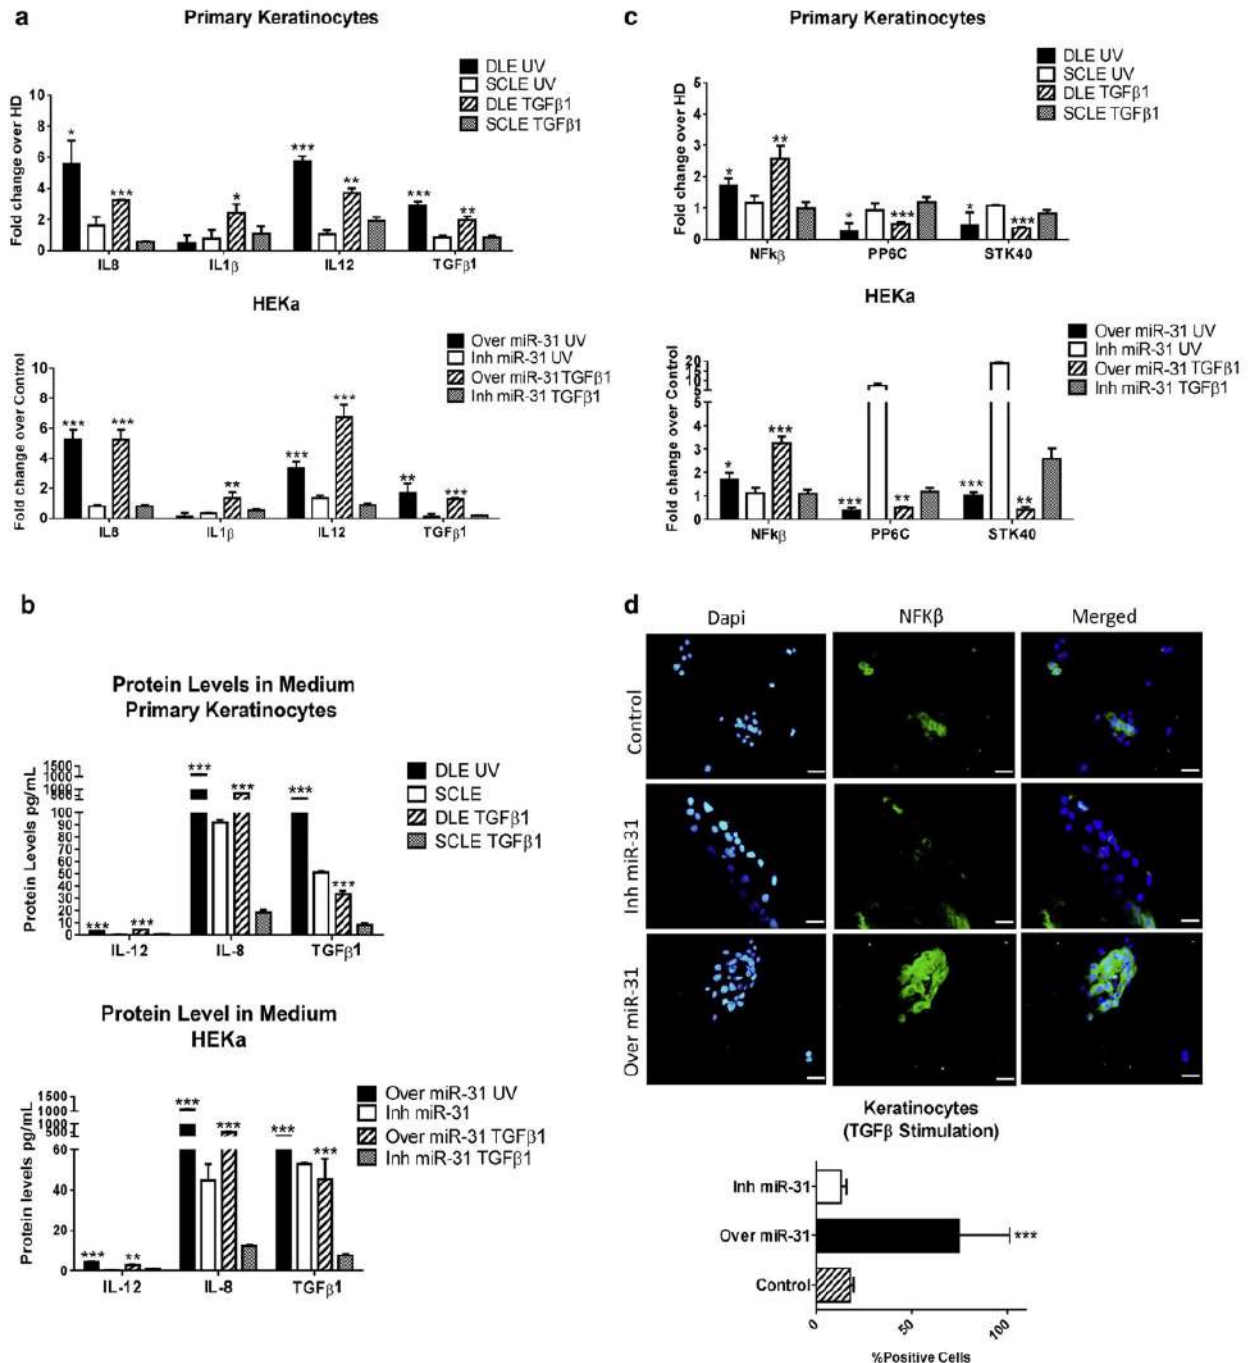 a
Primary Keratinocytes
DLE UV
SCLE UV
DLE TGFβ1
SCLE TGFβ1
Fold change over HD
10
8
6
4
2
0
*
***
*
***
**
***
**
IL8
IL1β
IL12
TGFβ1
HEKa
Over miR-31 UV
Inh miR-31 UV
Over miR-31TGFβ1
Inh miR-31 TGFβ1
Fold change over Control
10
8
6
4
2
0
***
***
**
***
***
**
***
IL8
IL1β
IL12
TGFβ1
b
Protein Levels in Medium
Primary Keratinocytes
DLE UV
SCLE
DLE TGFβ1
SCLE TGFβ1
Protein Levels pg/mL
1500
1000
1000
500
100
90
80
70
60
50
40
30
20
10
0
***
***
***
***
***
***
IL-12
IL-8
TGFβ1
Protein Level in Medium
HEKa
Over miR-31 UV
Inh miR-31
Over miR-31 TGFβ1
Inh miR-31 TGFβ1
Protein levels pg/mL
1500
1000
1000
500
60
40
20
0
***
**
***
***
***
***
IL-12
IL-8
TGFβ1
c
Primary Keratinocytes
DLE UV
SCLE UV
DLE TGFβ1
SCLE TGFβ1
Fold change over HD
5
4
3
2
1
0
*
**
*
***
*
***
NFkβ
PP6C
STK40
HEKa
Over miR-31 UV
Inh miR-31 UV
Over miR-31 TGFβ1
Inh miR-31 TGFβ1
Fold change over Control
20
15
10
5
5
4
3
2
1
0
*
***
***
**
***
**
NFkβ
PP6C
STK40
d
Dapi
NFKβ
Merged
Control
Inh miR-31
Over miR-31
Keratinocytes
(TGFβ Stimulation)
Inh miR-31
Over miR-31
***
Control
0
50
100
%Positive Cells